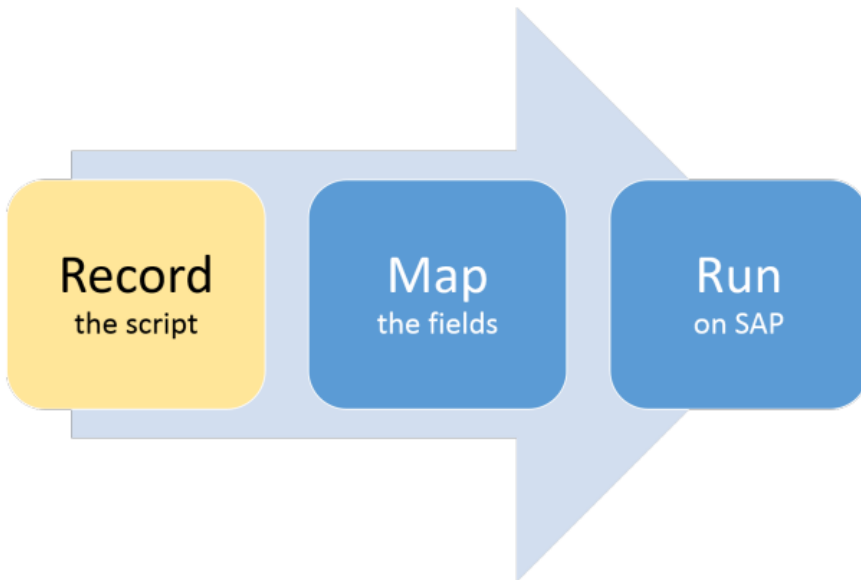 Record
the script
Map
the fields
Run
on SAP